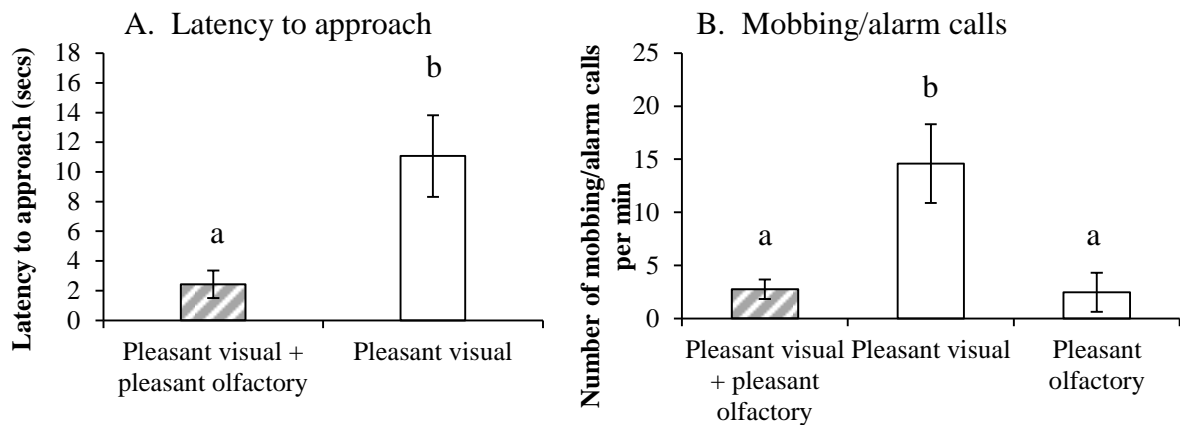 A. Latency to approach
Latency to approach (secs)
18
16
14
12
10
8
6
4
2
0
a
b
Pleasant visual +
pleasant olfactory
Pleasant visual
B. Mobbing/alarm calls
Number of mobbing/alarm calls
per min
25
20
15
10
5
0
a
b
a
Pleasant visual
+ pleasant
olfactory
Pleasant visual
Pleasant
olfactory